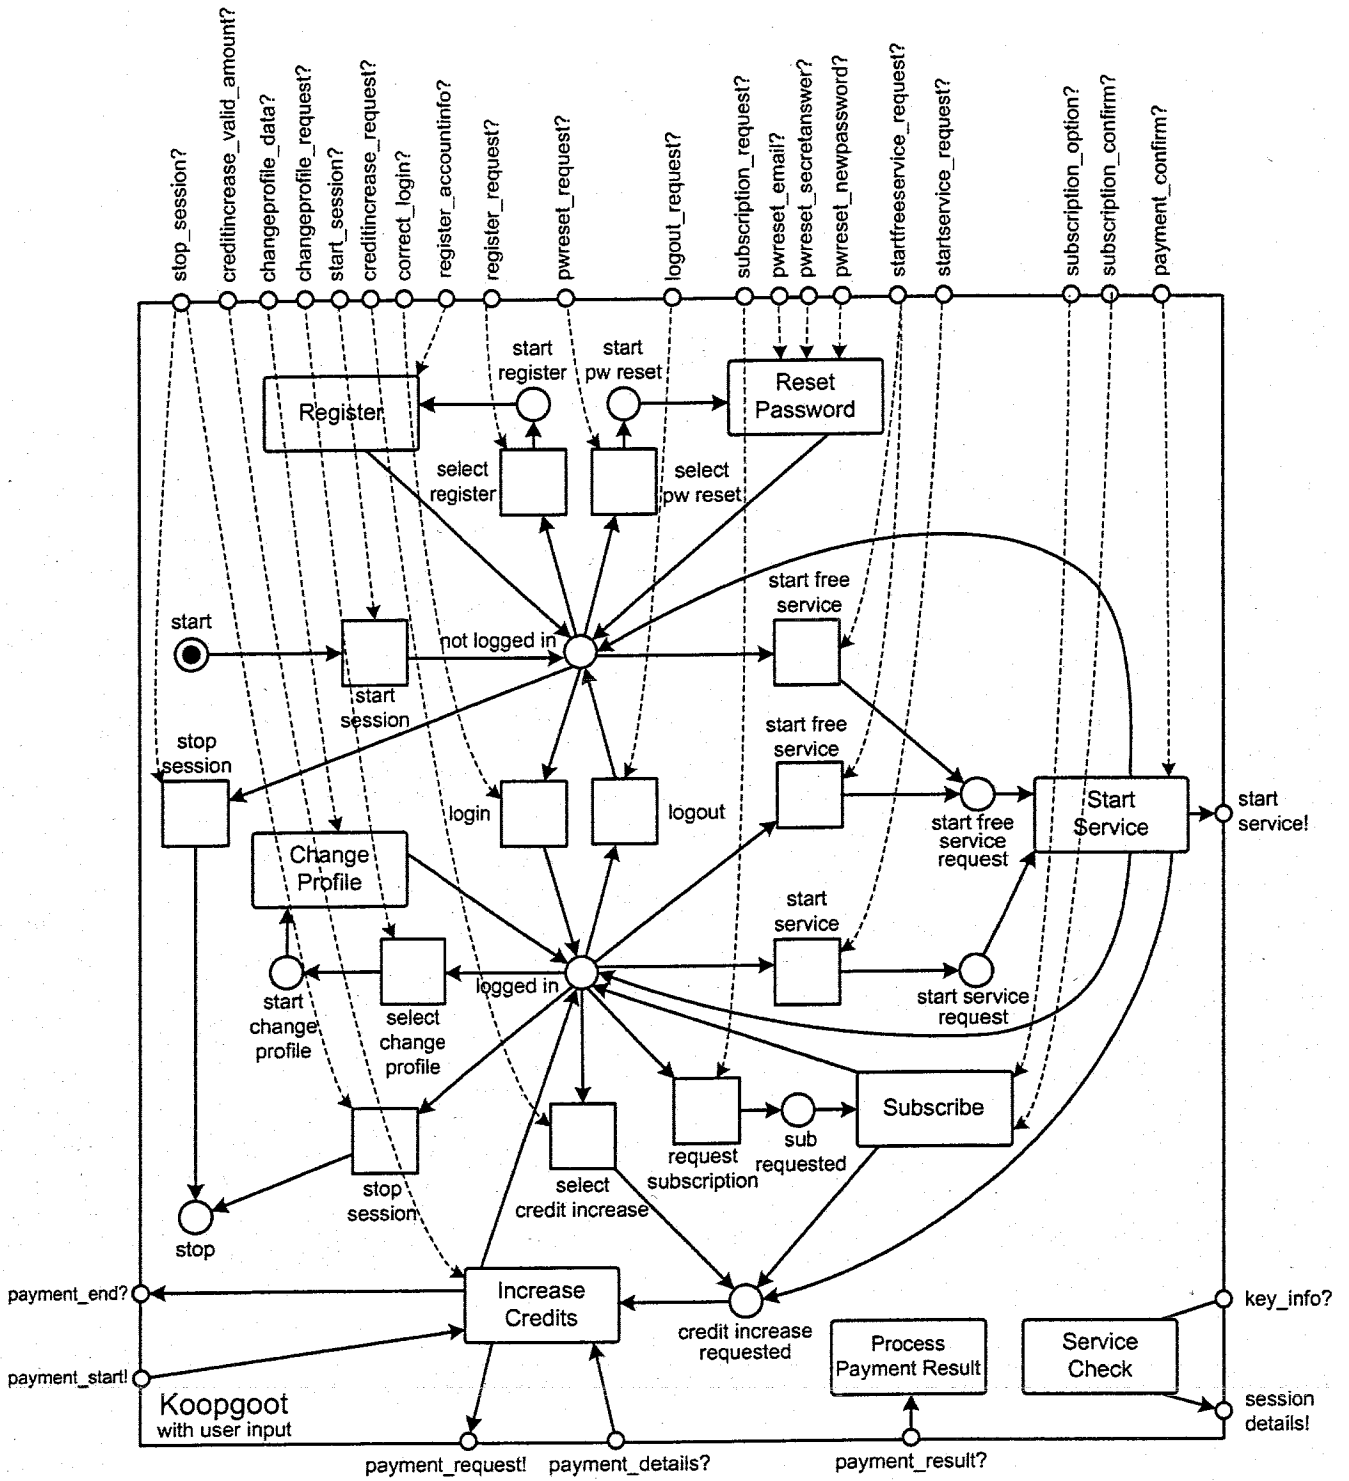 stop_session?
creditincrease_valid_amount?
changeprofile_data?
changeprofile_request?
start_session?
creditincrease_request?
correct_login?
register_accountinfo?
register_request?
pwreset_request?
logout_request?
subscription_request?
pwreset_email?
pwreset_secretanswer?
pwreset_newpassword?
startfreeservice_request?
startservice_request?
subscription_option?
subscription_confirm?
payment_confirm?
start
register
start
pw reset
Register
Reset
Password
select
register
select
pw reset
start free
service
start
not logged in
start
session
start free
service
stop
session
login
logout
start free
service
request
Start
Service
start
service!
Change
Profile
start
service
logged in
start
change
profile
select
change
profile
start service
request
Subscribe
sub
requested
request
subscription
select
credit increase
stop
session
stop
payment_end?
Increase
Credits
credit increase
requested
key_info?
Process
Payment Result
Service
Check
payment_start!
Koopgoot
with user input
session
details!
payment_request!
payment_details?
payment_result?